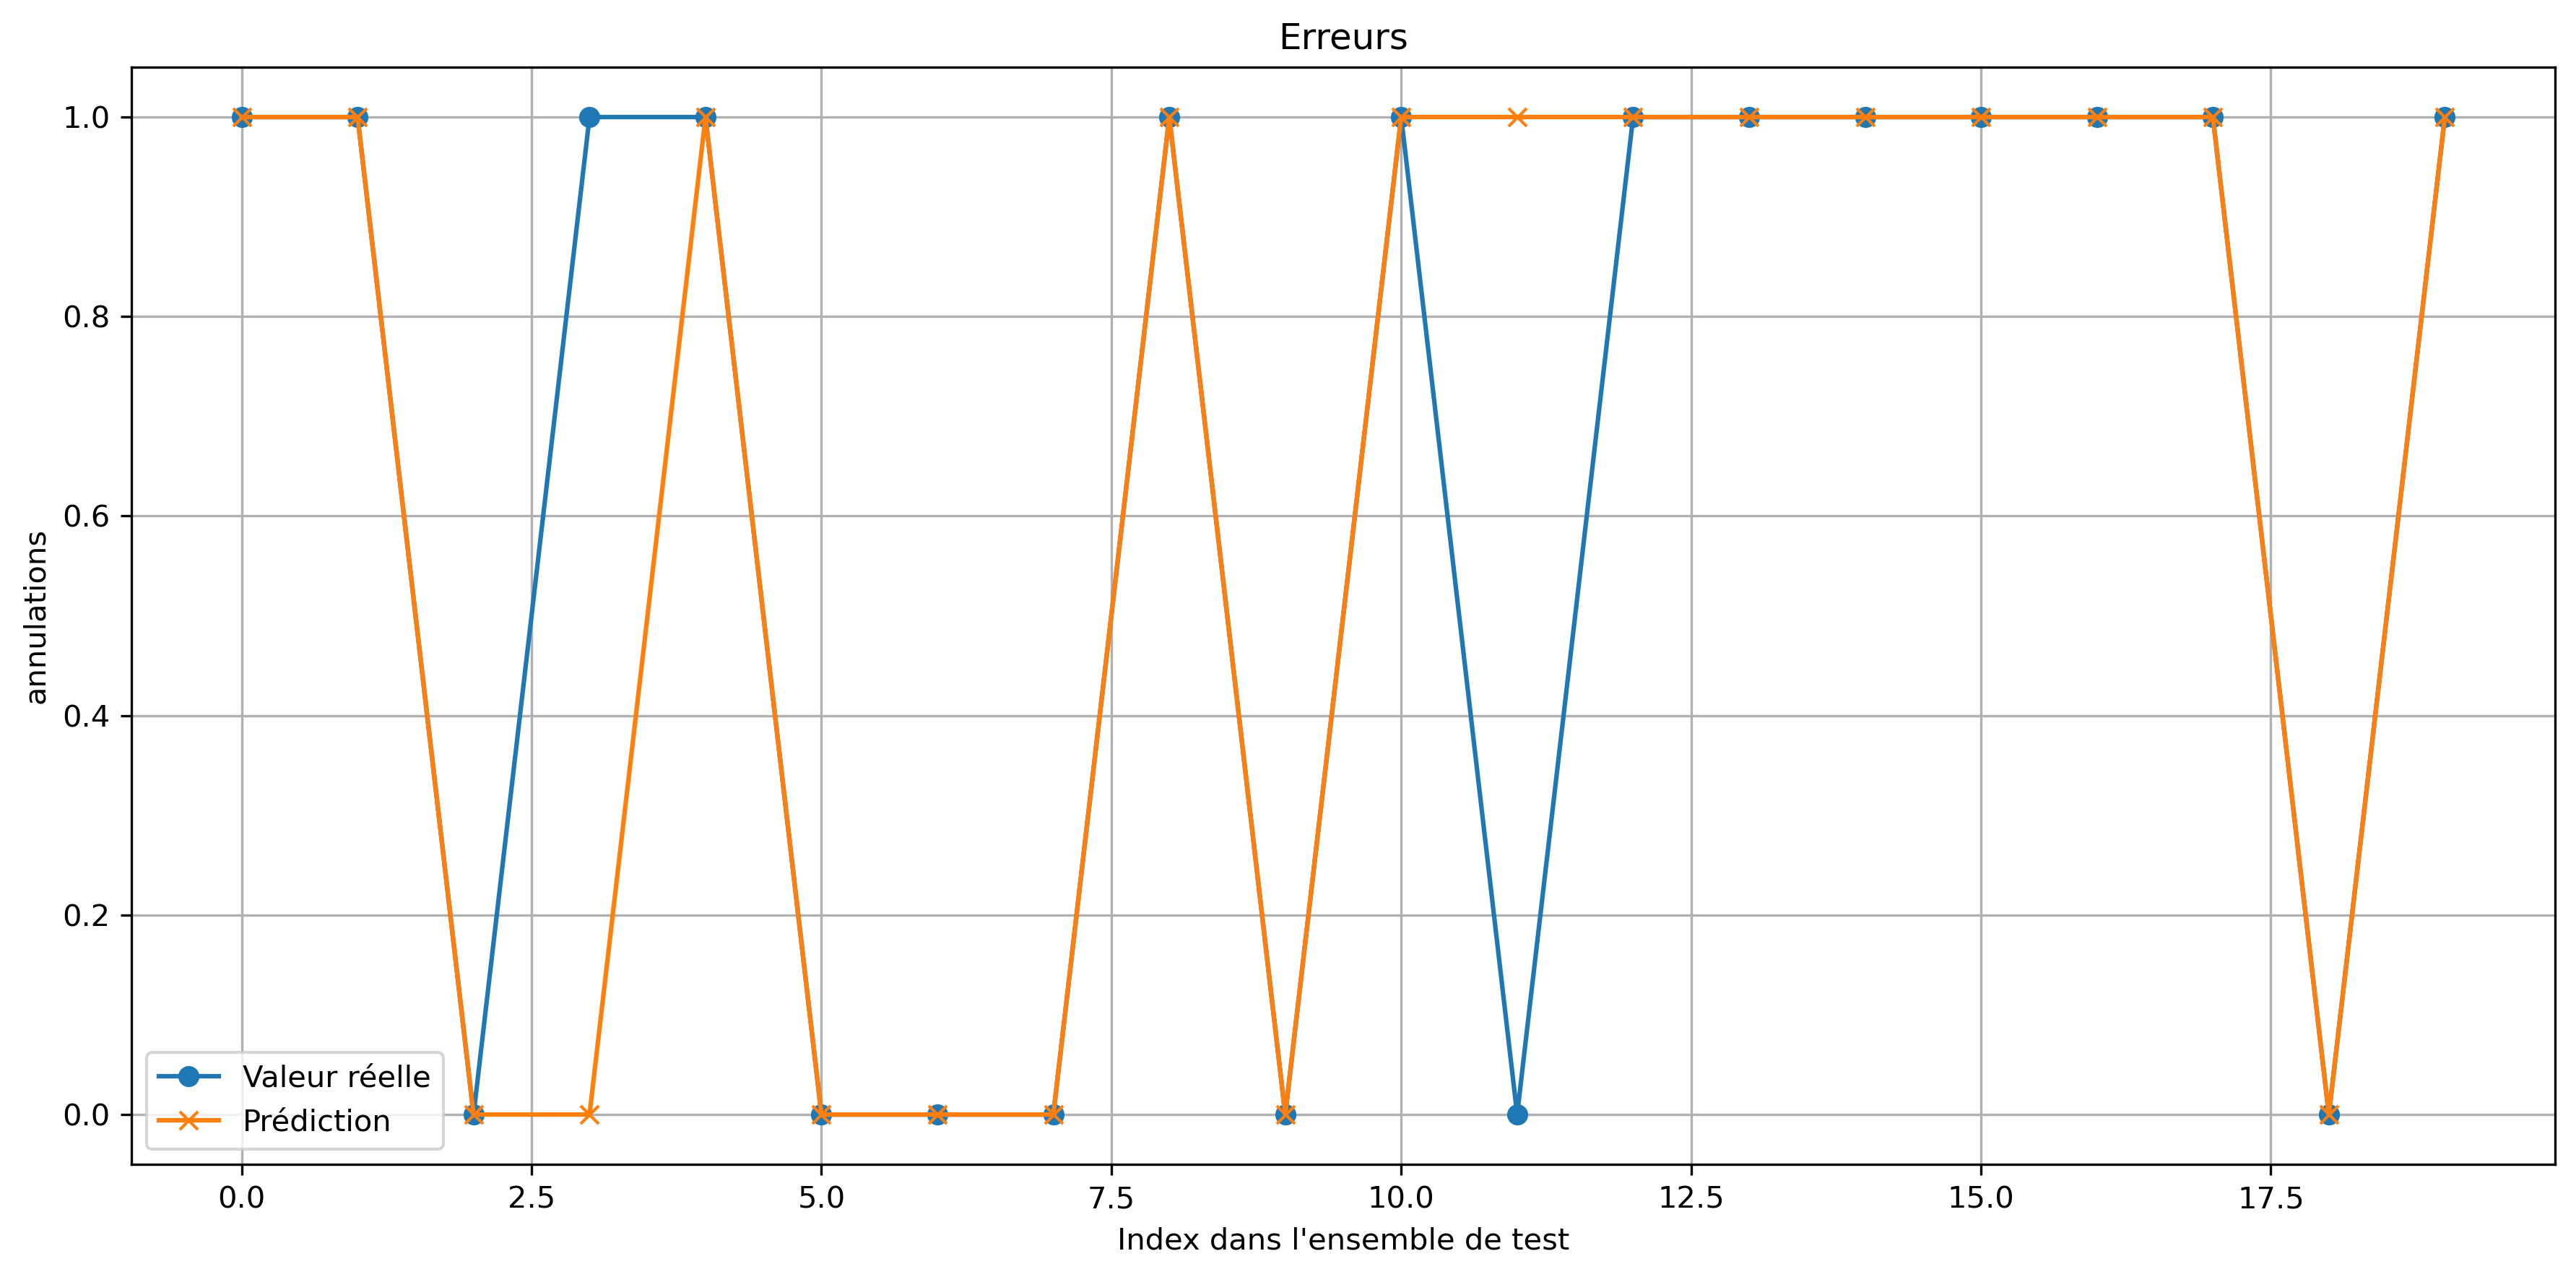 Erreurs
1.0
0.8
0.6
0.4
0.2
0.0
annulations
Valeur réelle
Prédiction
0.0 2.5 5.0 7.5 10.0 12.5 15.0 17.5
Index dans l'ensemble de test